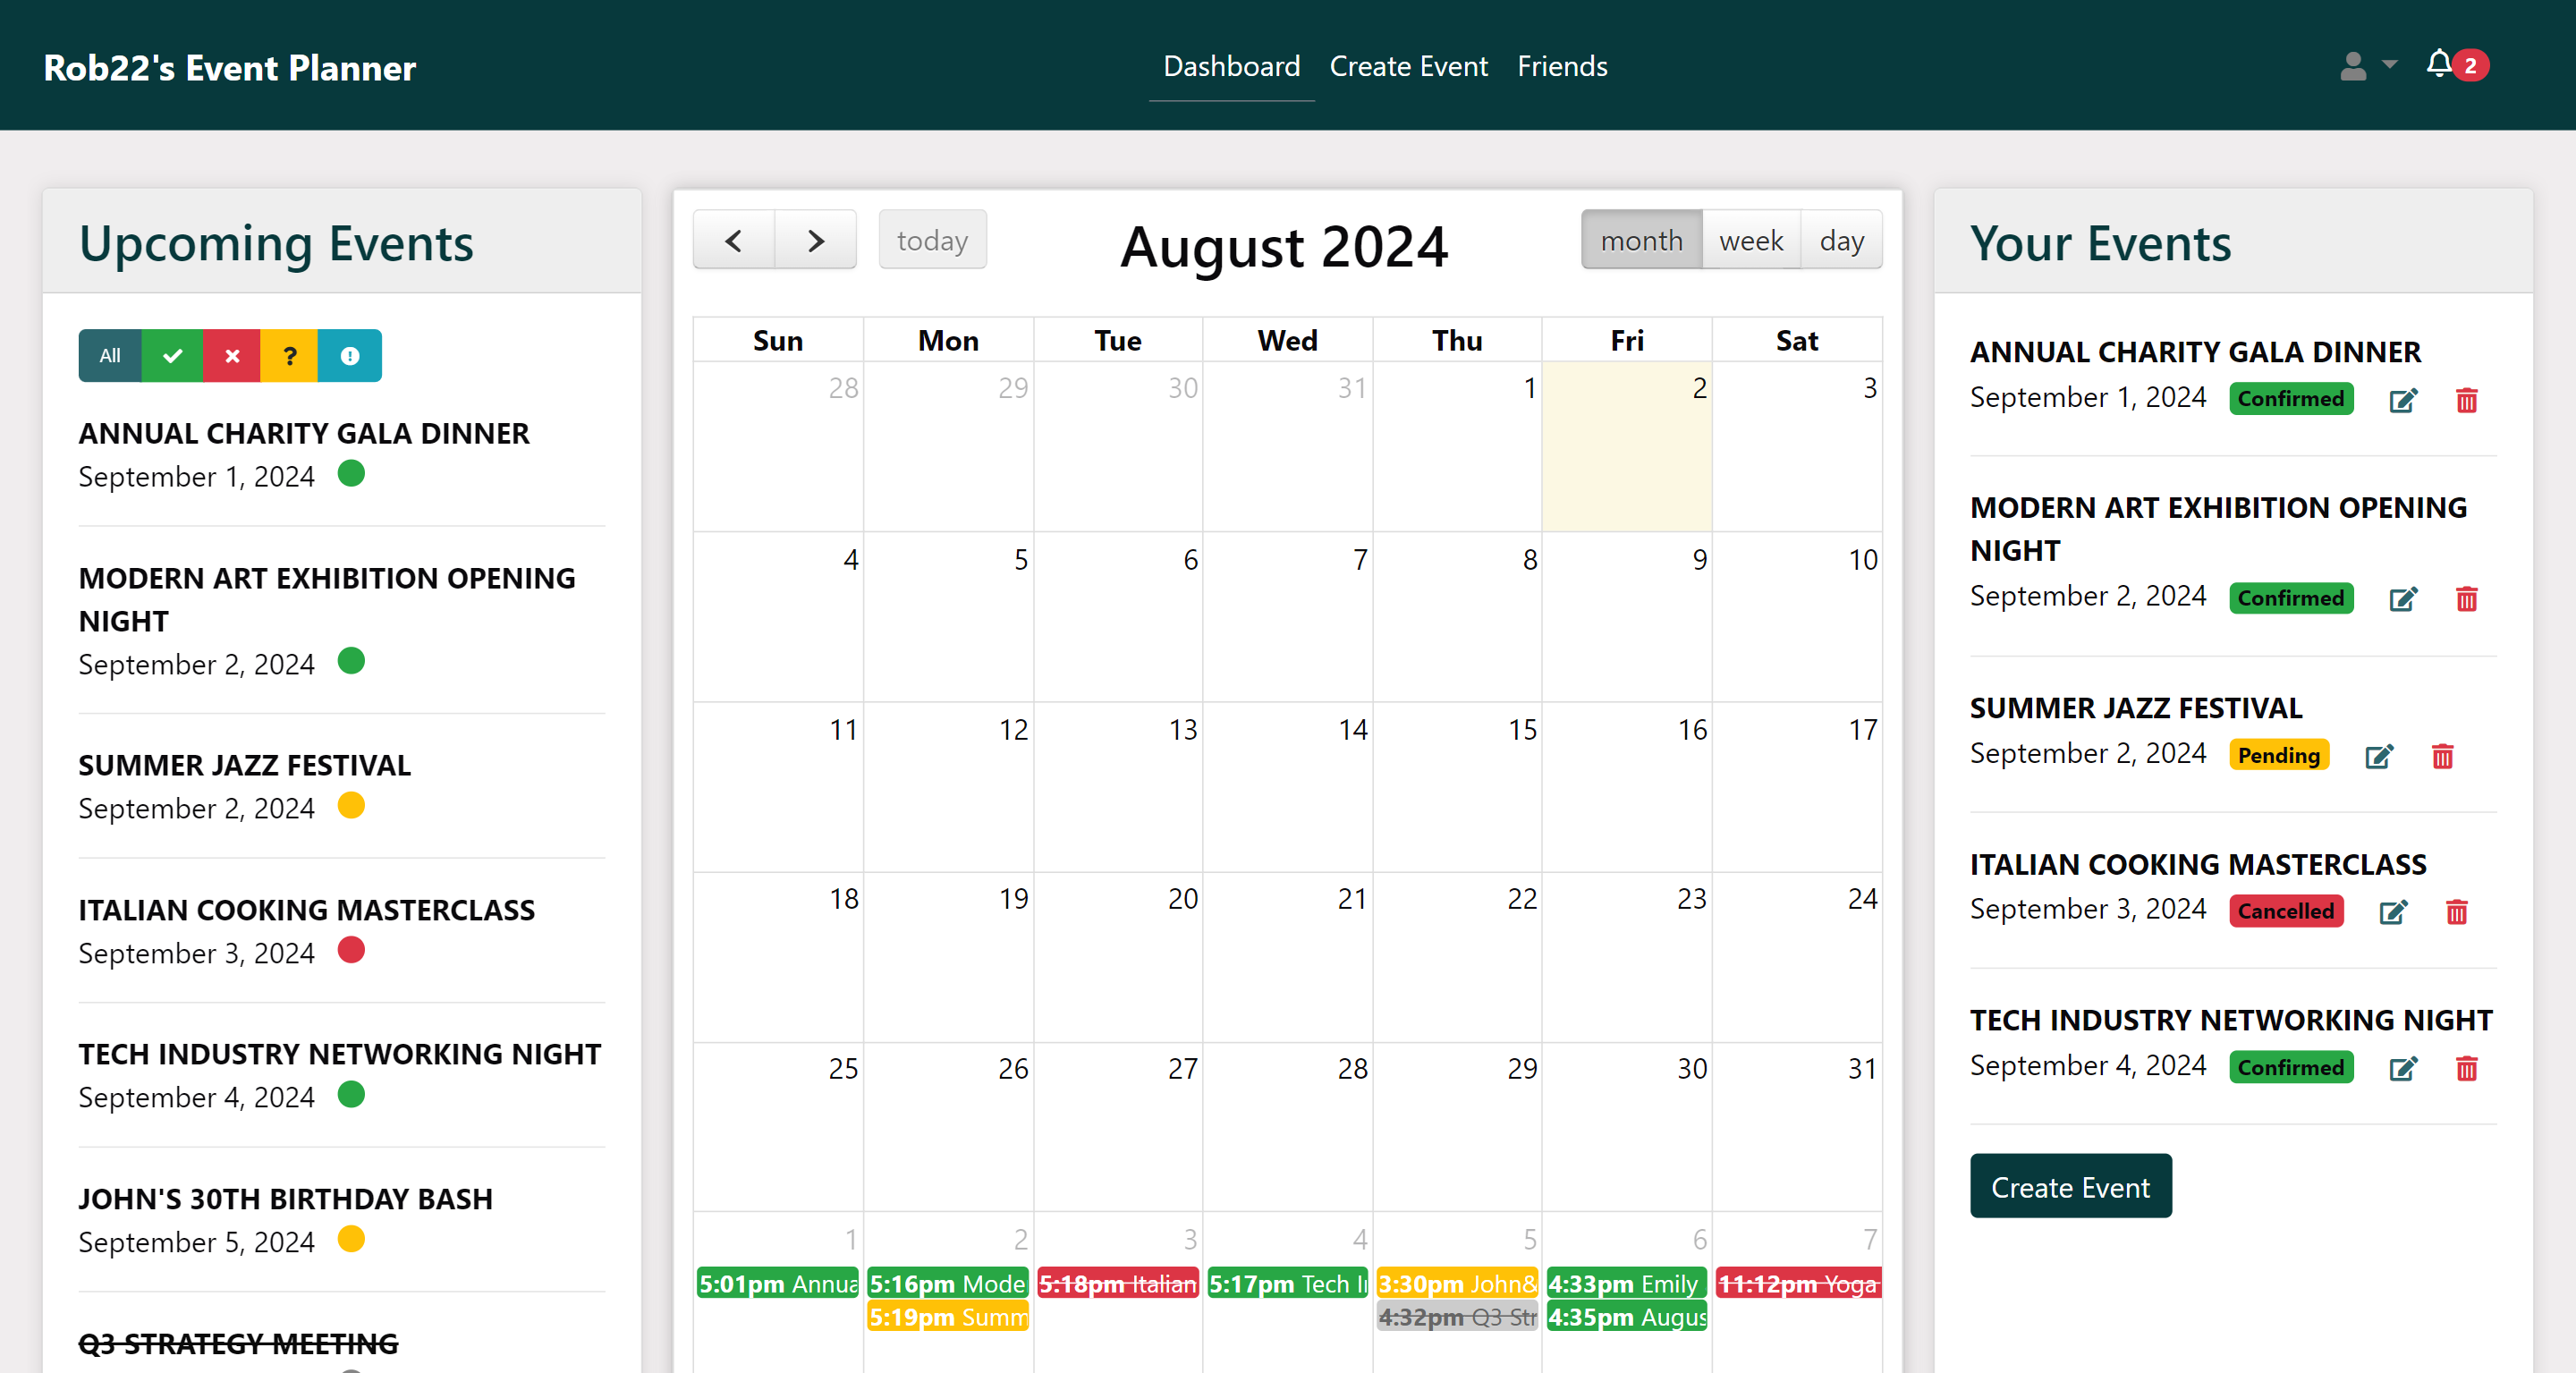 Rob22's Event Planner
Dashboard Create Event Friends
2
Upcoming Events
All
?
ANNUAL CHARITY GALA DINNER
September 1, 2024
MODERN ART EXHIBITION OPENING
NIGHT
September 2, 2024
SUMMER JAZZ FESTIVAL
September 2, 2024
ITALIAN COOKING MASTERCLASS
September 3, 2024
TECH INDUSTRY NETWORKING NIGHT
September 4, 2024
JOHN'S 30TH BIRTHDAY BASH
September 5, 2024
Q3 STRATEGY MEETING
today
August 2024
month week day
Sun Mon Tue Wed Thu Fri Sat
28 29 30 31 1 2 3
4 5 6 7 8 9 10
11 12 13 14 15 16 17
18 19 20 21 22 23 24
25 26 27 28 29 30 31
1 2 3 4 5 6 7
5:01pm Annua 5:16pm Mode 5:18pm Italian 5:17pm Tech I 3:30pm John& 4:33pm Emily 11:12pm Yoga
5:19pm Summ 4:32pm Q3 Str 4:35pm Augus
Your Events
ANNUAL CHARITY GALA DINNER
September 1, 2024 Confirmed
MODERN ART EXHIBITION OPENING
NIGHT
September 2, 2024 Confirmed
SUMMER JAZZ FESTIVAL
September 2, 2024 Pending
ITALIAN COOKING MASTERCLASS
September 3, 2024 Cancelled
TECH INDUSTRY NETWORKING NIGHT
September 4, 2024 Confirmed
Create Event